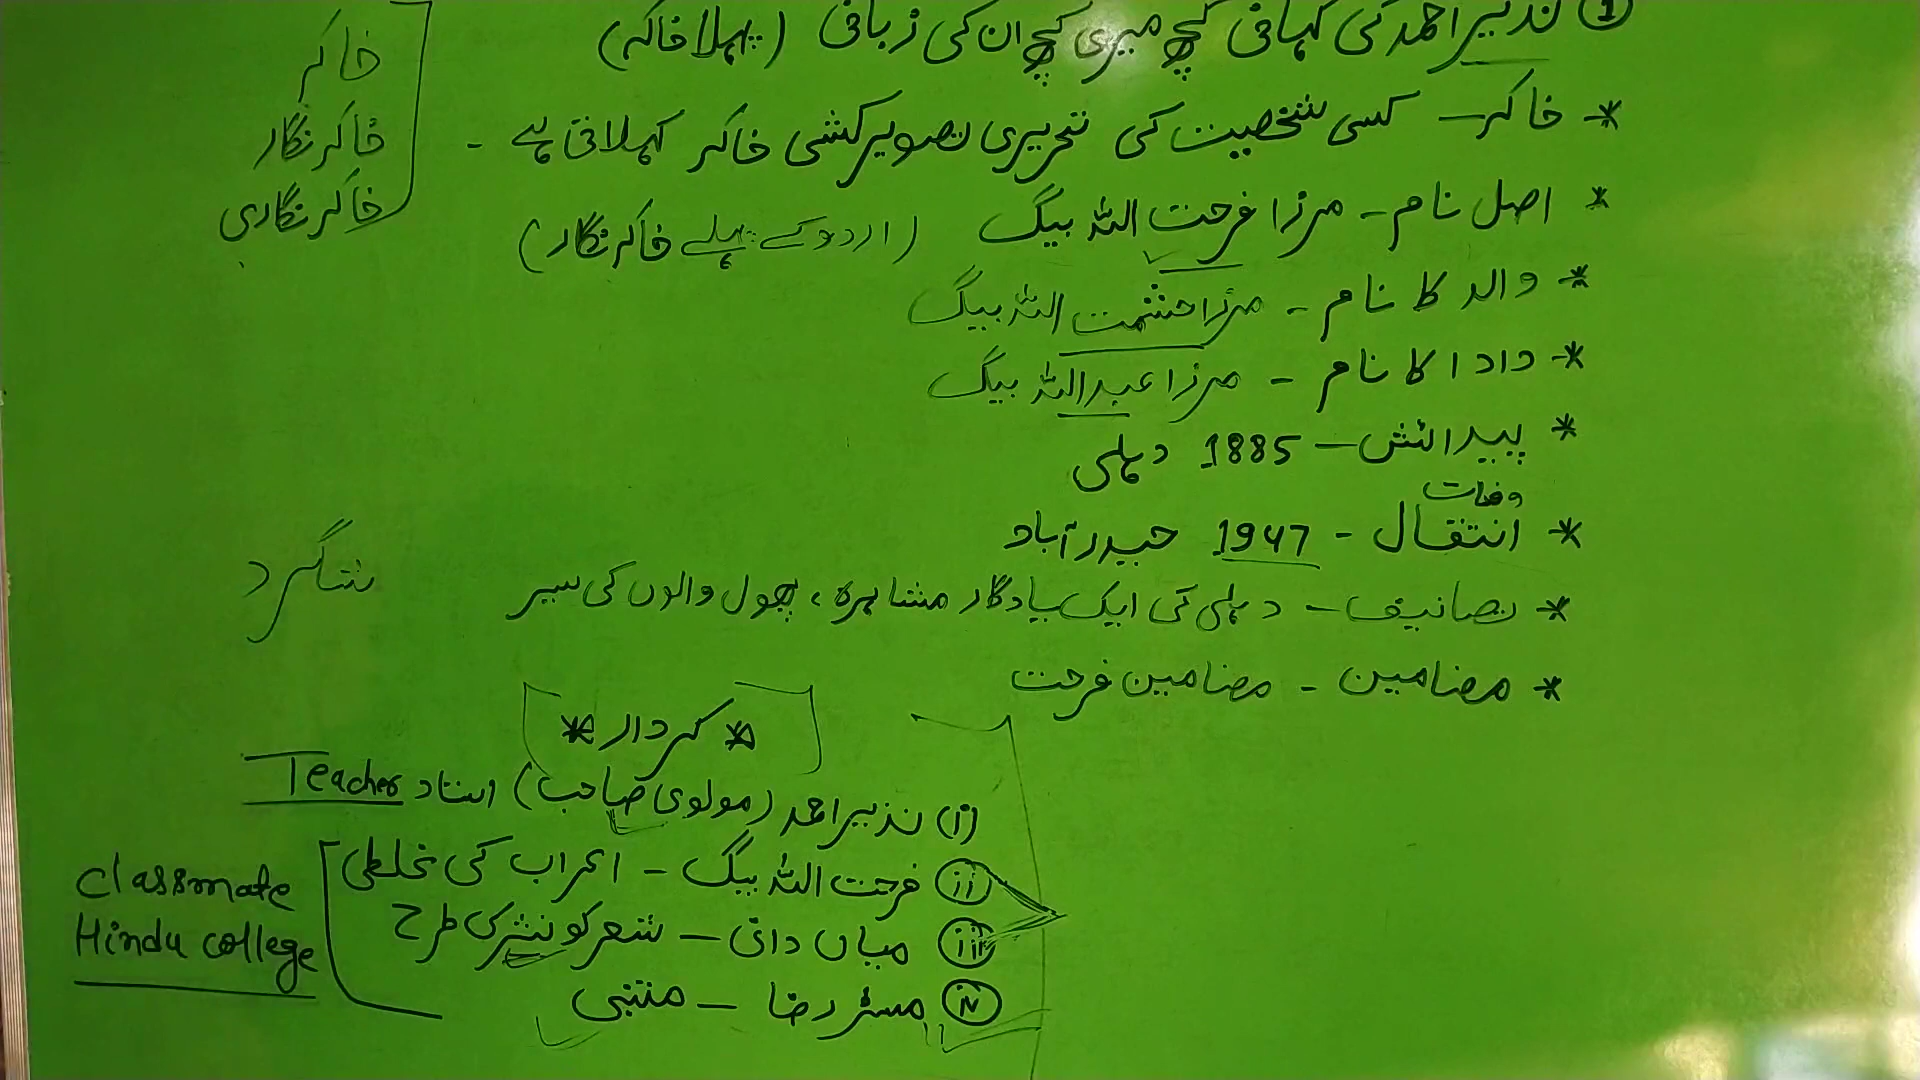 ① نذیر احمد کی کہانی کچھ میری کچھ ان کی زبانی (پہلا خاکہ)
* خاکہ — کسی شخصیت کی تحریری تصویر کشی خاکہ کہلاتی ہے -
* اصل نام - مرزا فرحت اللہ بیگ (اردو کے پہلے خاکہ نگار)
* والد کا نام - مرزا حشمت اللہ بیگ
* دادا کا نام - مرزا عبداللہ بیگ
* پیدائش — 1885 دہلی
وفات
* انتقال - 1947 حیدرآباد
* تصانیف — دہلی کی ایک یادگار مشاہرہ، پھول والوں کی سیر
* مضامین - مضامین فرحت
خاکہ
خاکہ نگار
خاکہ نگاری
شاگرد
* کردار *
(i) نذیر احمد (مولوی صاحب) استاد Teacher
(ii) فرحت اللہ بیگ - اعراب کی غلطی
(iii) میاں دانی — شعر کو نثر کی طرح
(iv) مسٹر رضا — متنبی
Classmate
Hindu college